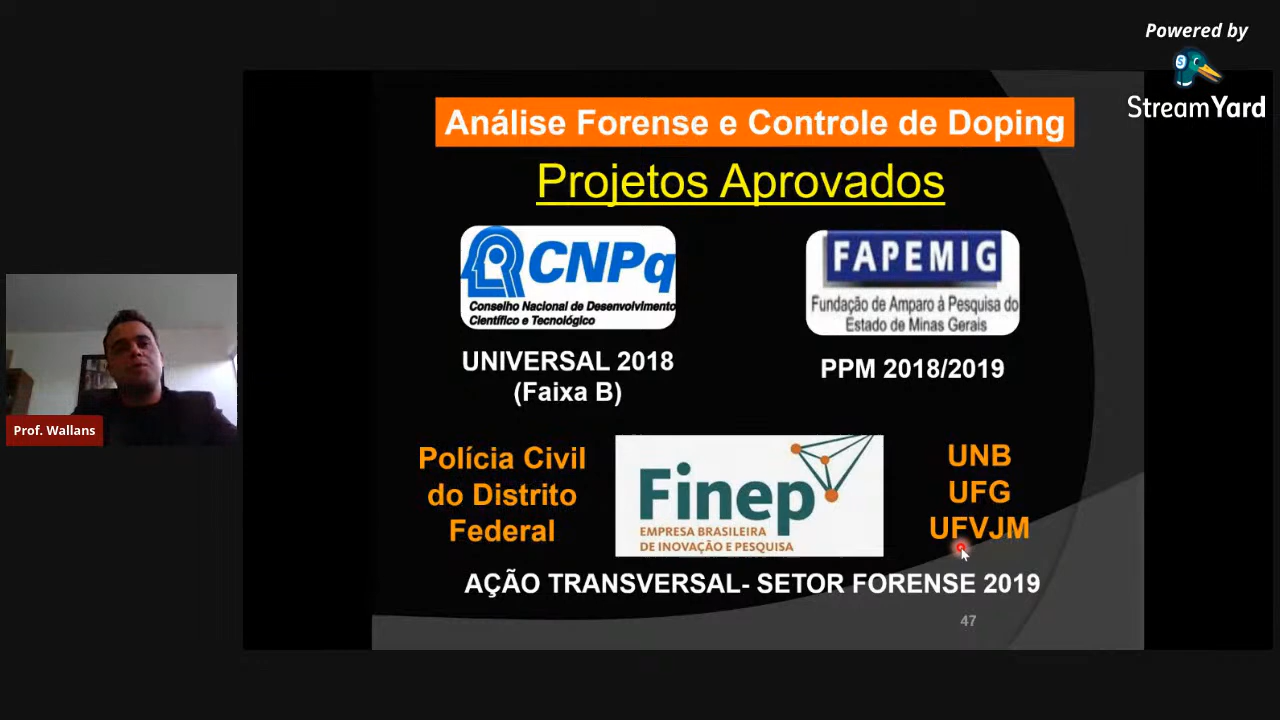 Powered by
StreamYard
Análise Forense e Controle de Doping
Projetos Aprovados
CNPq
Conselho Nacional de Desenvolvimento
Científico e Tecnológico
UNIVERSAL 2018
(Faixa B)
FAPEMIG
Fundação de Amparo à Pesquisa do
Estado de Minas Gerais
PPM 2018/2019
Prof. Wallans
Polícia Civil
do Distrito
Federal
Finep
EMPRESA BRASILEIRA
DE INOVAÇÃO E PESQUISA
UNB
UFG
UFVJM
AÇÃO TRANSVERSAL- SETOR FORENSE 2019
47